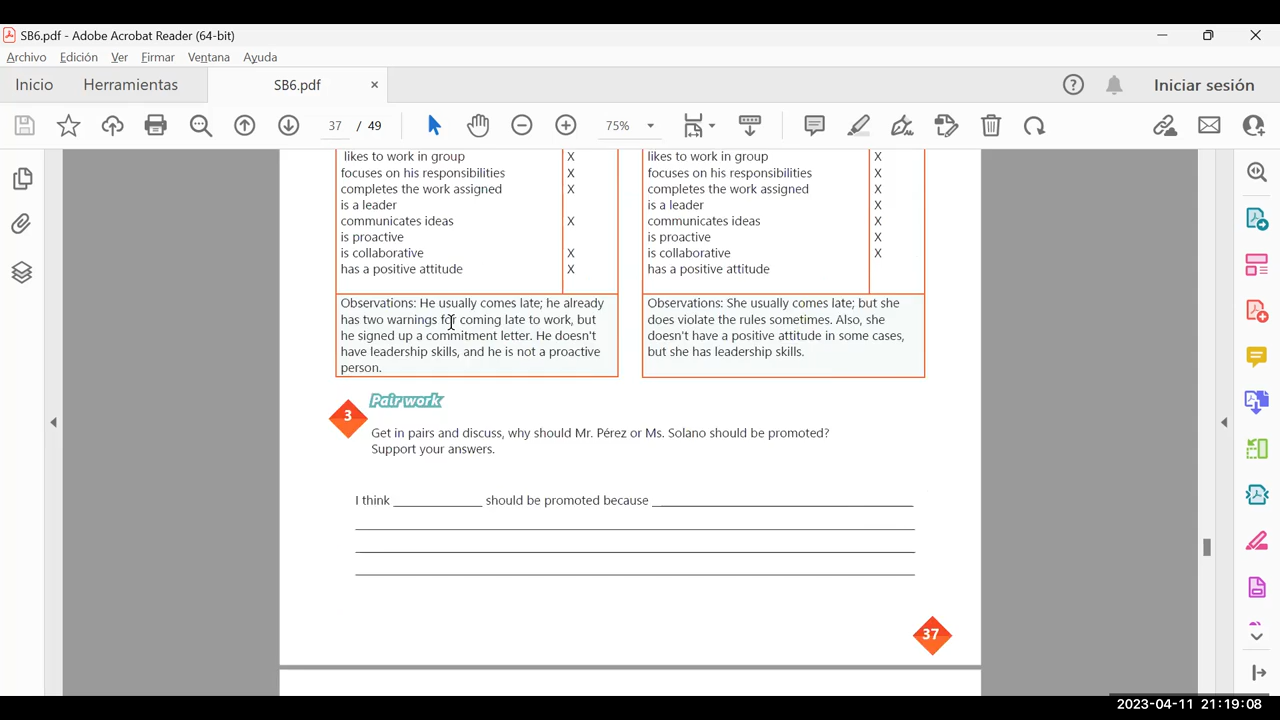 SB6.pdf - Adobe Acrobat Reader (64-bit)
Archivo Edición Ver Firmar Ventana Ayuda
Inicio Herramientas SB6.pdf × Iniciar sesión
37 / 49 75%
likes to work in group X
focuses on his responsibilities X
completes the work assigned X
is a leader
communicates ideas X
is proactive
is collaborative X
has a positive attitude X
Observations: He usually comes late; he already
has two warnings for coming late to work, but
he signed up a commitment letter. He doesn't
have leadership skills, and he is not a proactive
person.
likes to work in group X
focuses on his responsibilities X
completes the work assigned X
is a leader X
communicates ideas X
is proactive X
is collaborative X
has a positive attitude
Observations: She usually comes late; but she
does violate the rules sometimes. Also, she
doesn't have a positive attitude in some cases,
but she has leadership skills.
3 Pair work
Get in pairs and discuss, why should Mr. Pérez or Ms. Solano should be promoted?
Support your answers.
I think ____________ should be promoted because ____________
37
2023-04-11 21:19:08